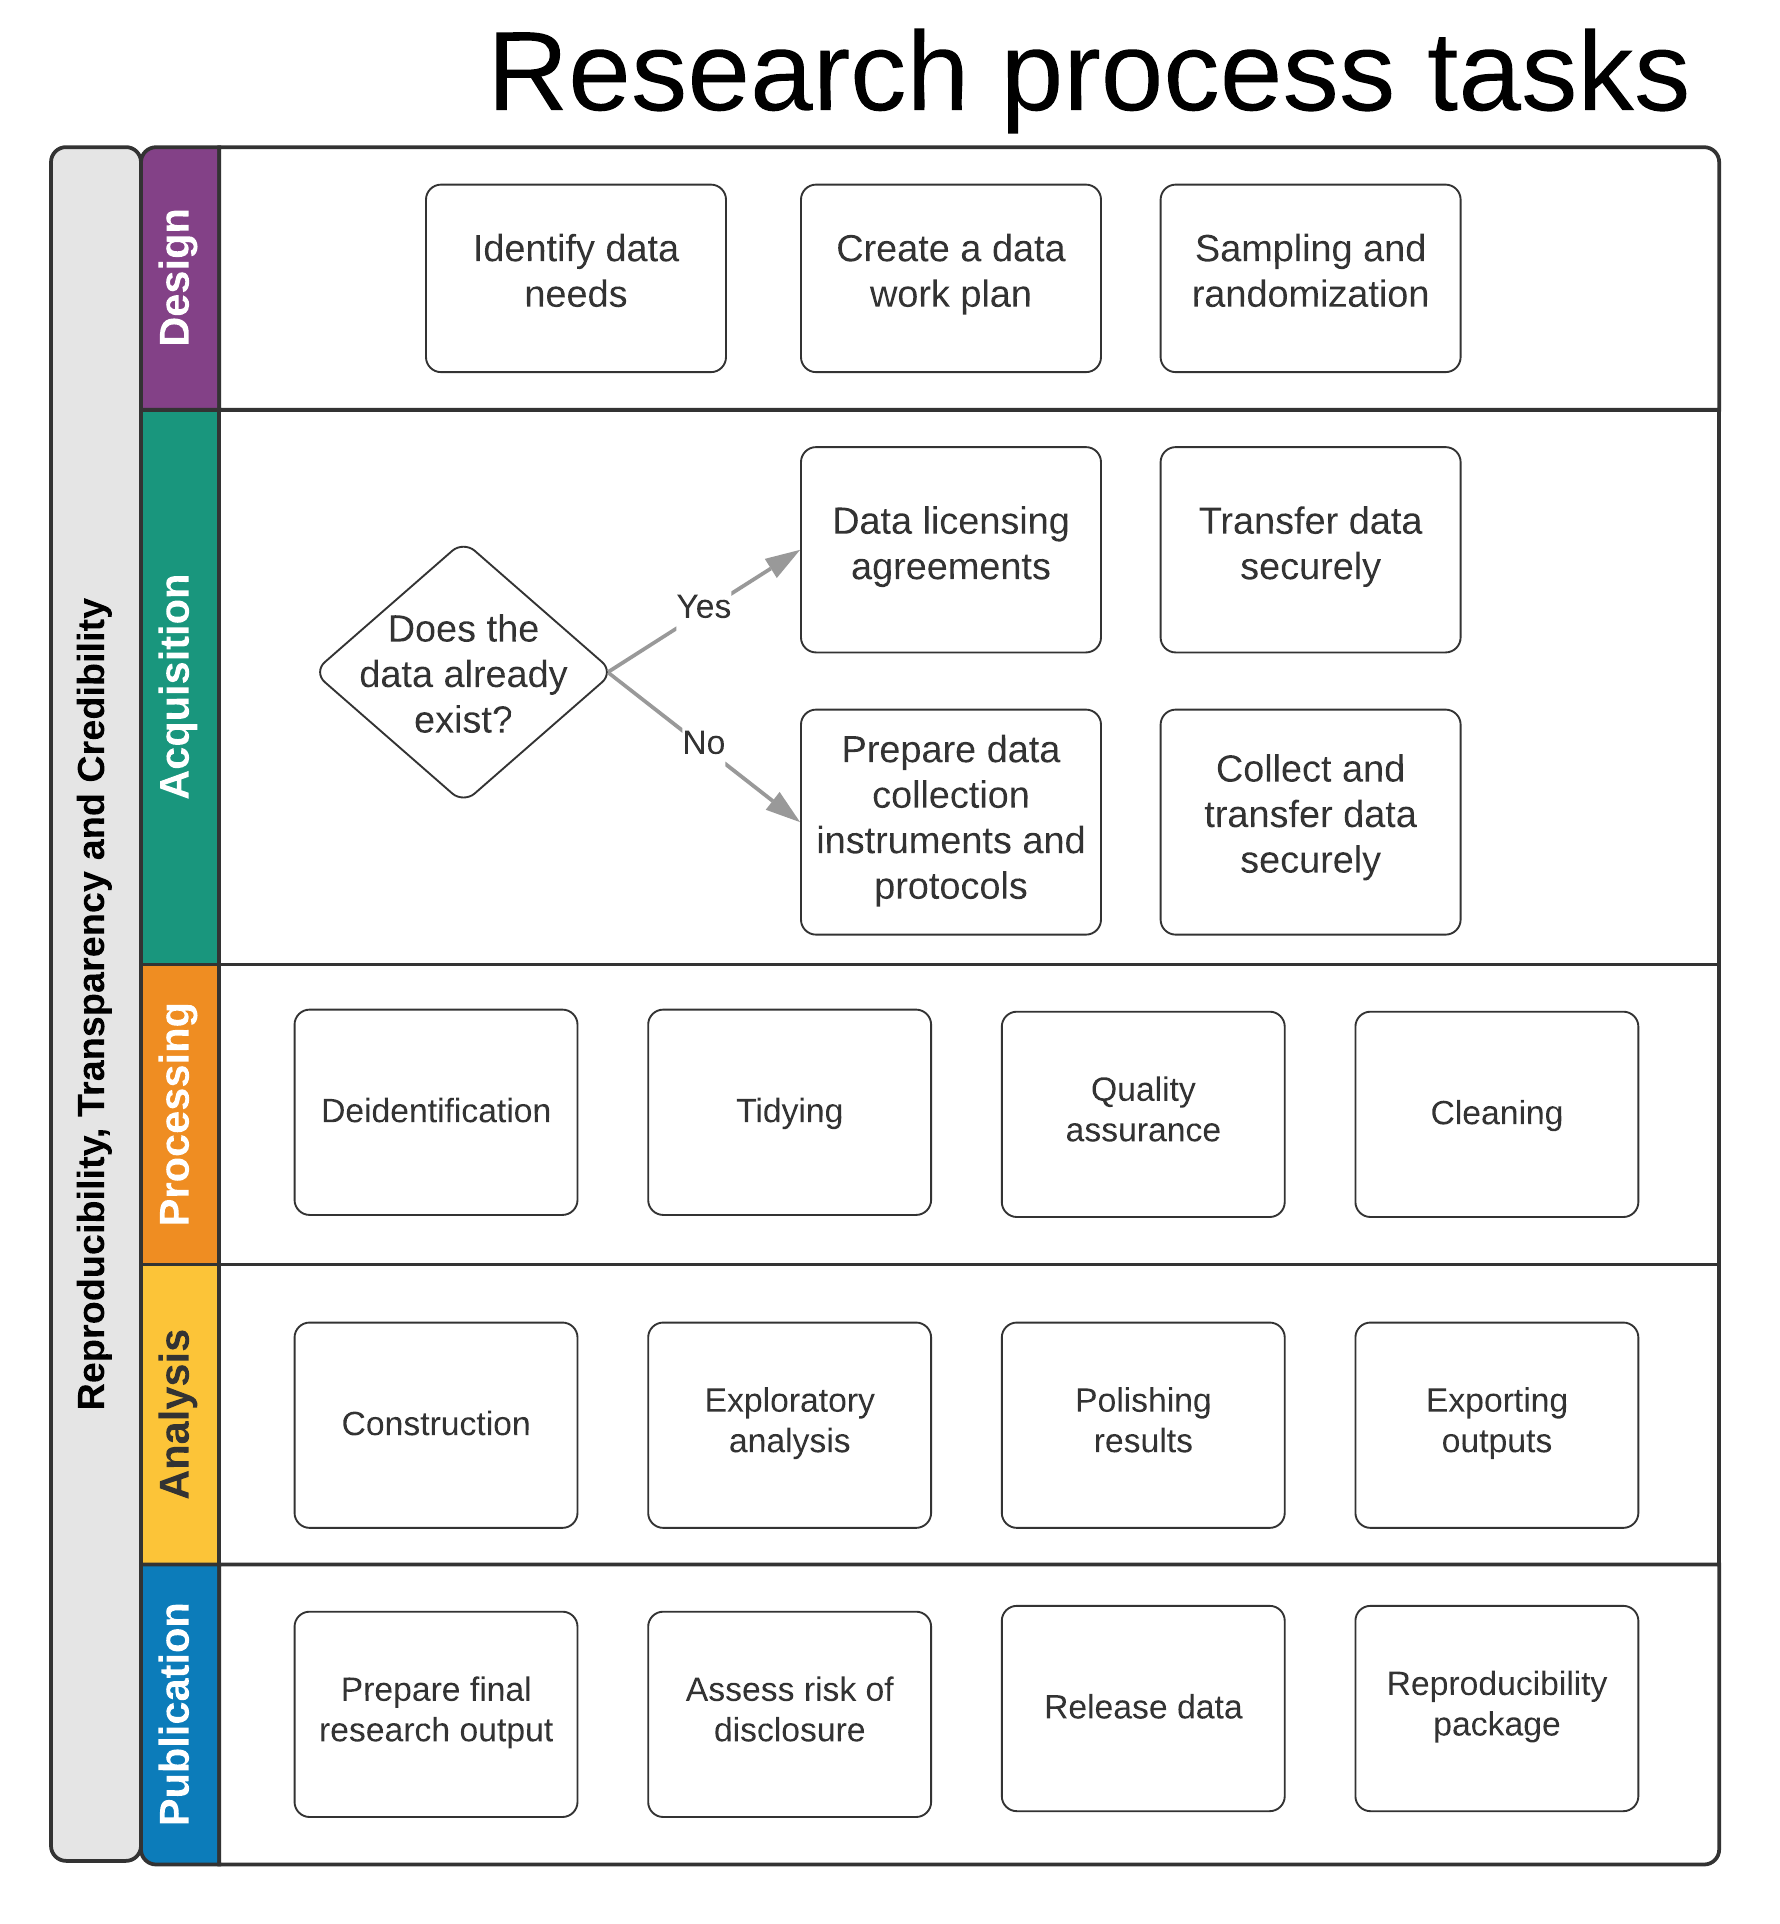 Research process tasks
Reproducibility, Transparency and Credibility
Design
Identify data
needs
Create a data
work plan
Sampling and
randomization
Acquisition
Does the
data already
exist?
Yes
No
Data licensing
agreements
Transfer data
securely
Prepare data
collection
instruments and
protocols
Collect and
transfer data
securely
Processing
Deidentification
Tidying
Quality
assurance
Cleaning
Analysis
Construction
Exploratory
analysis
Polishing
results
Exporting
outputs
Publication
Prepare final
research output
Assess risk of
disclosure
Release data
Reproducibility
package